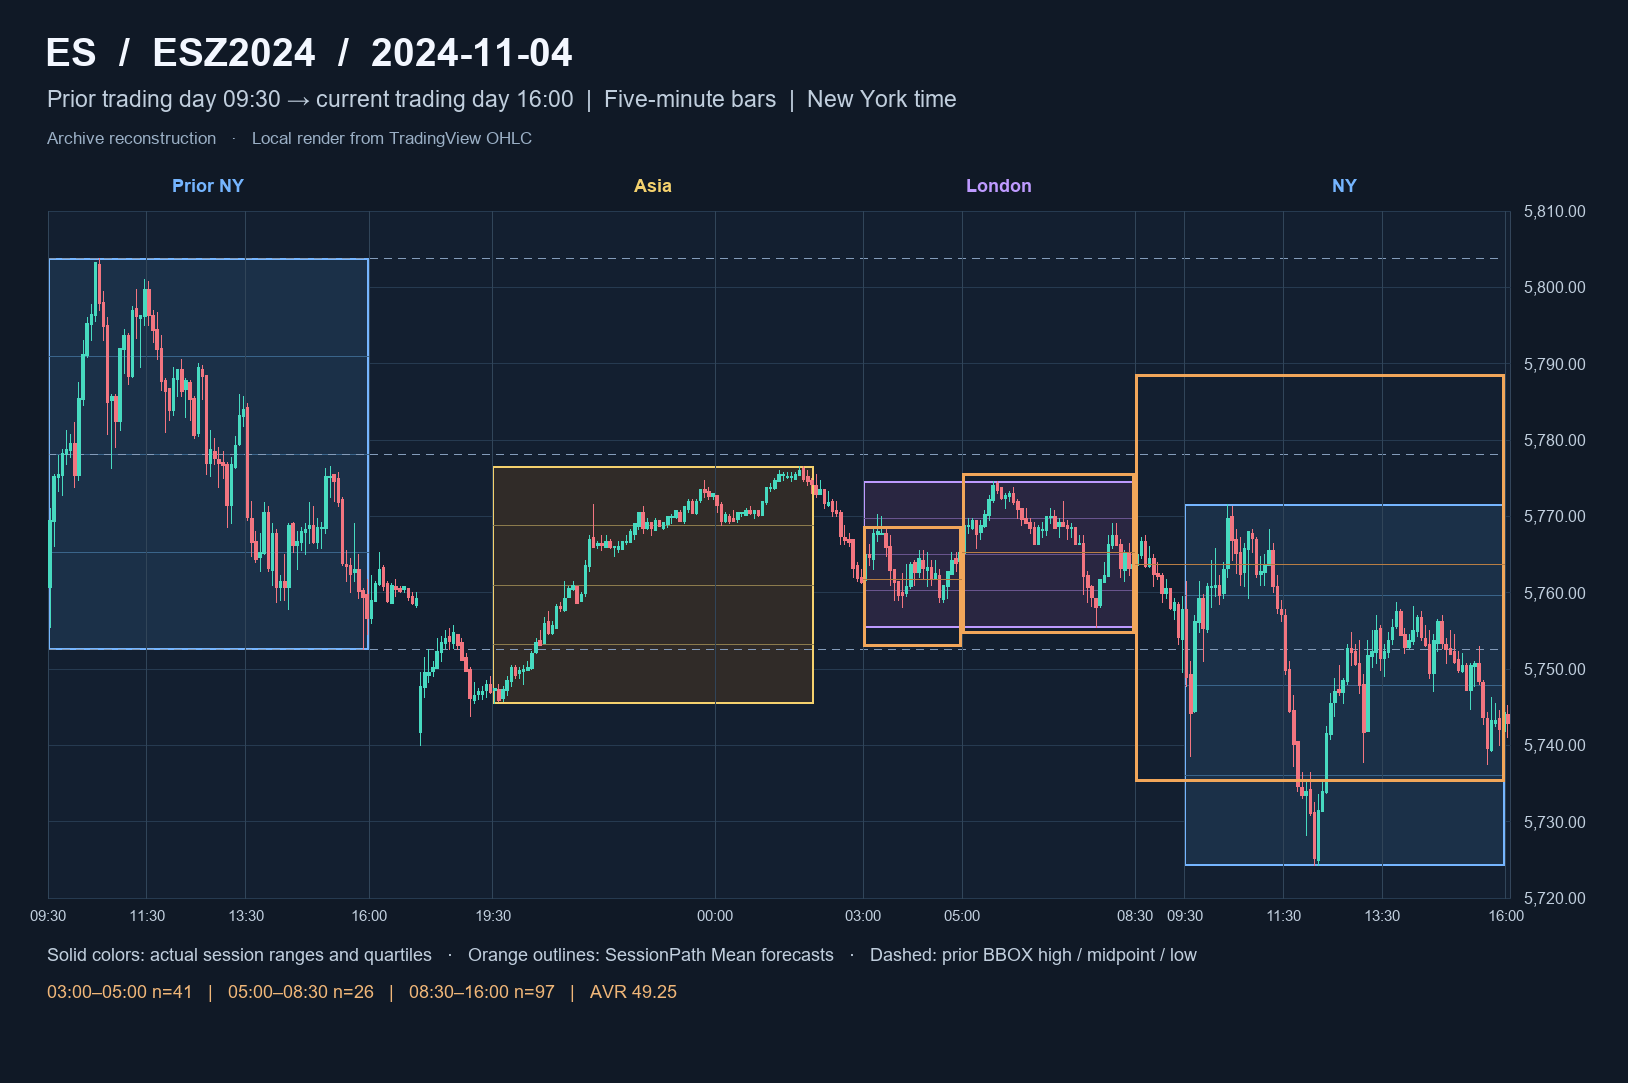 ES / ESZ2024 / 2024-11-04
Prior trading day 09:30 → current trading day 16:00 | Five-minute bars | New York time
Archive reconstruction · Local render from TradingView OHLC
Prior NY Asia London NY
5,810.00
5,800.00
5,790.00
5,780.00
5,770.00
5,760.00
5,750.00
5,740.00
5,730.00
5,720.00
09:30 11:30 13:30 16:00 19:30 00:00 03:00 05:00 08:30 09:30 11:30 13:30 16:00
Solid colors: actual session ranges and quartiles · Orange outlines: SessionPath Mean forecasts · Dashed: prior BBOX high / midpoint / low
03:00–05:00 n=41 | 05:00–08:30 n=26 | 08:30–16:00 n=97 | AVR 49.25